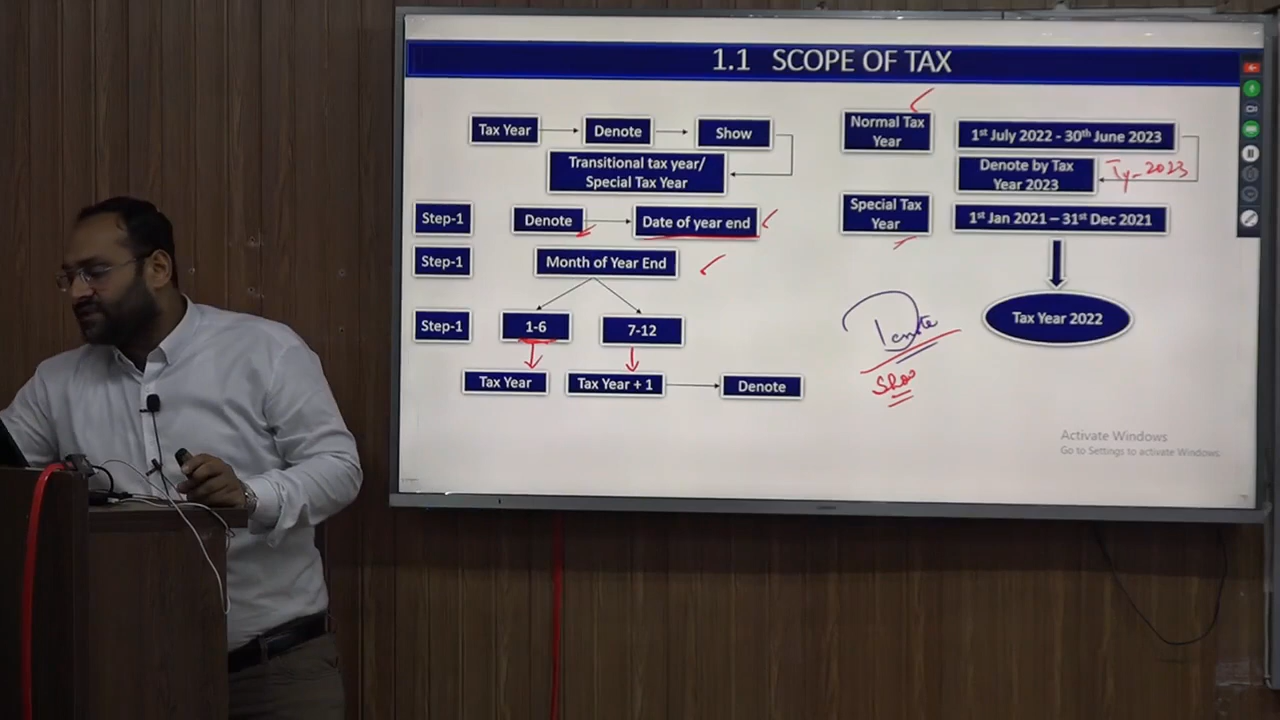 1.1 SCOPE OF TAX
Tax Year
Denote
Show
Transitional tax year/
Special Tax Year
Step-1
Denote
Date of year end
Step-1
Month of Year End
Step-1
1-6
7-12
Tax Year
Tax Year + 1
Denote
Normal Tax
Year
1st July 2022 - 30th June 2023
Denote by Tax
Year 2023
Ty-2023
Special Tax
Year
1st Jan 2021 – 31st Dec 2021
Tax Year 2022
Denote
Show
Activate Windows
Go to Settings to activate Windows.